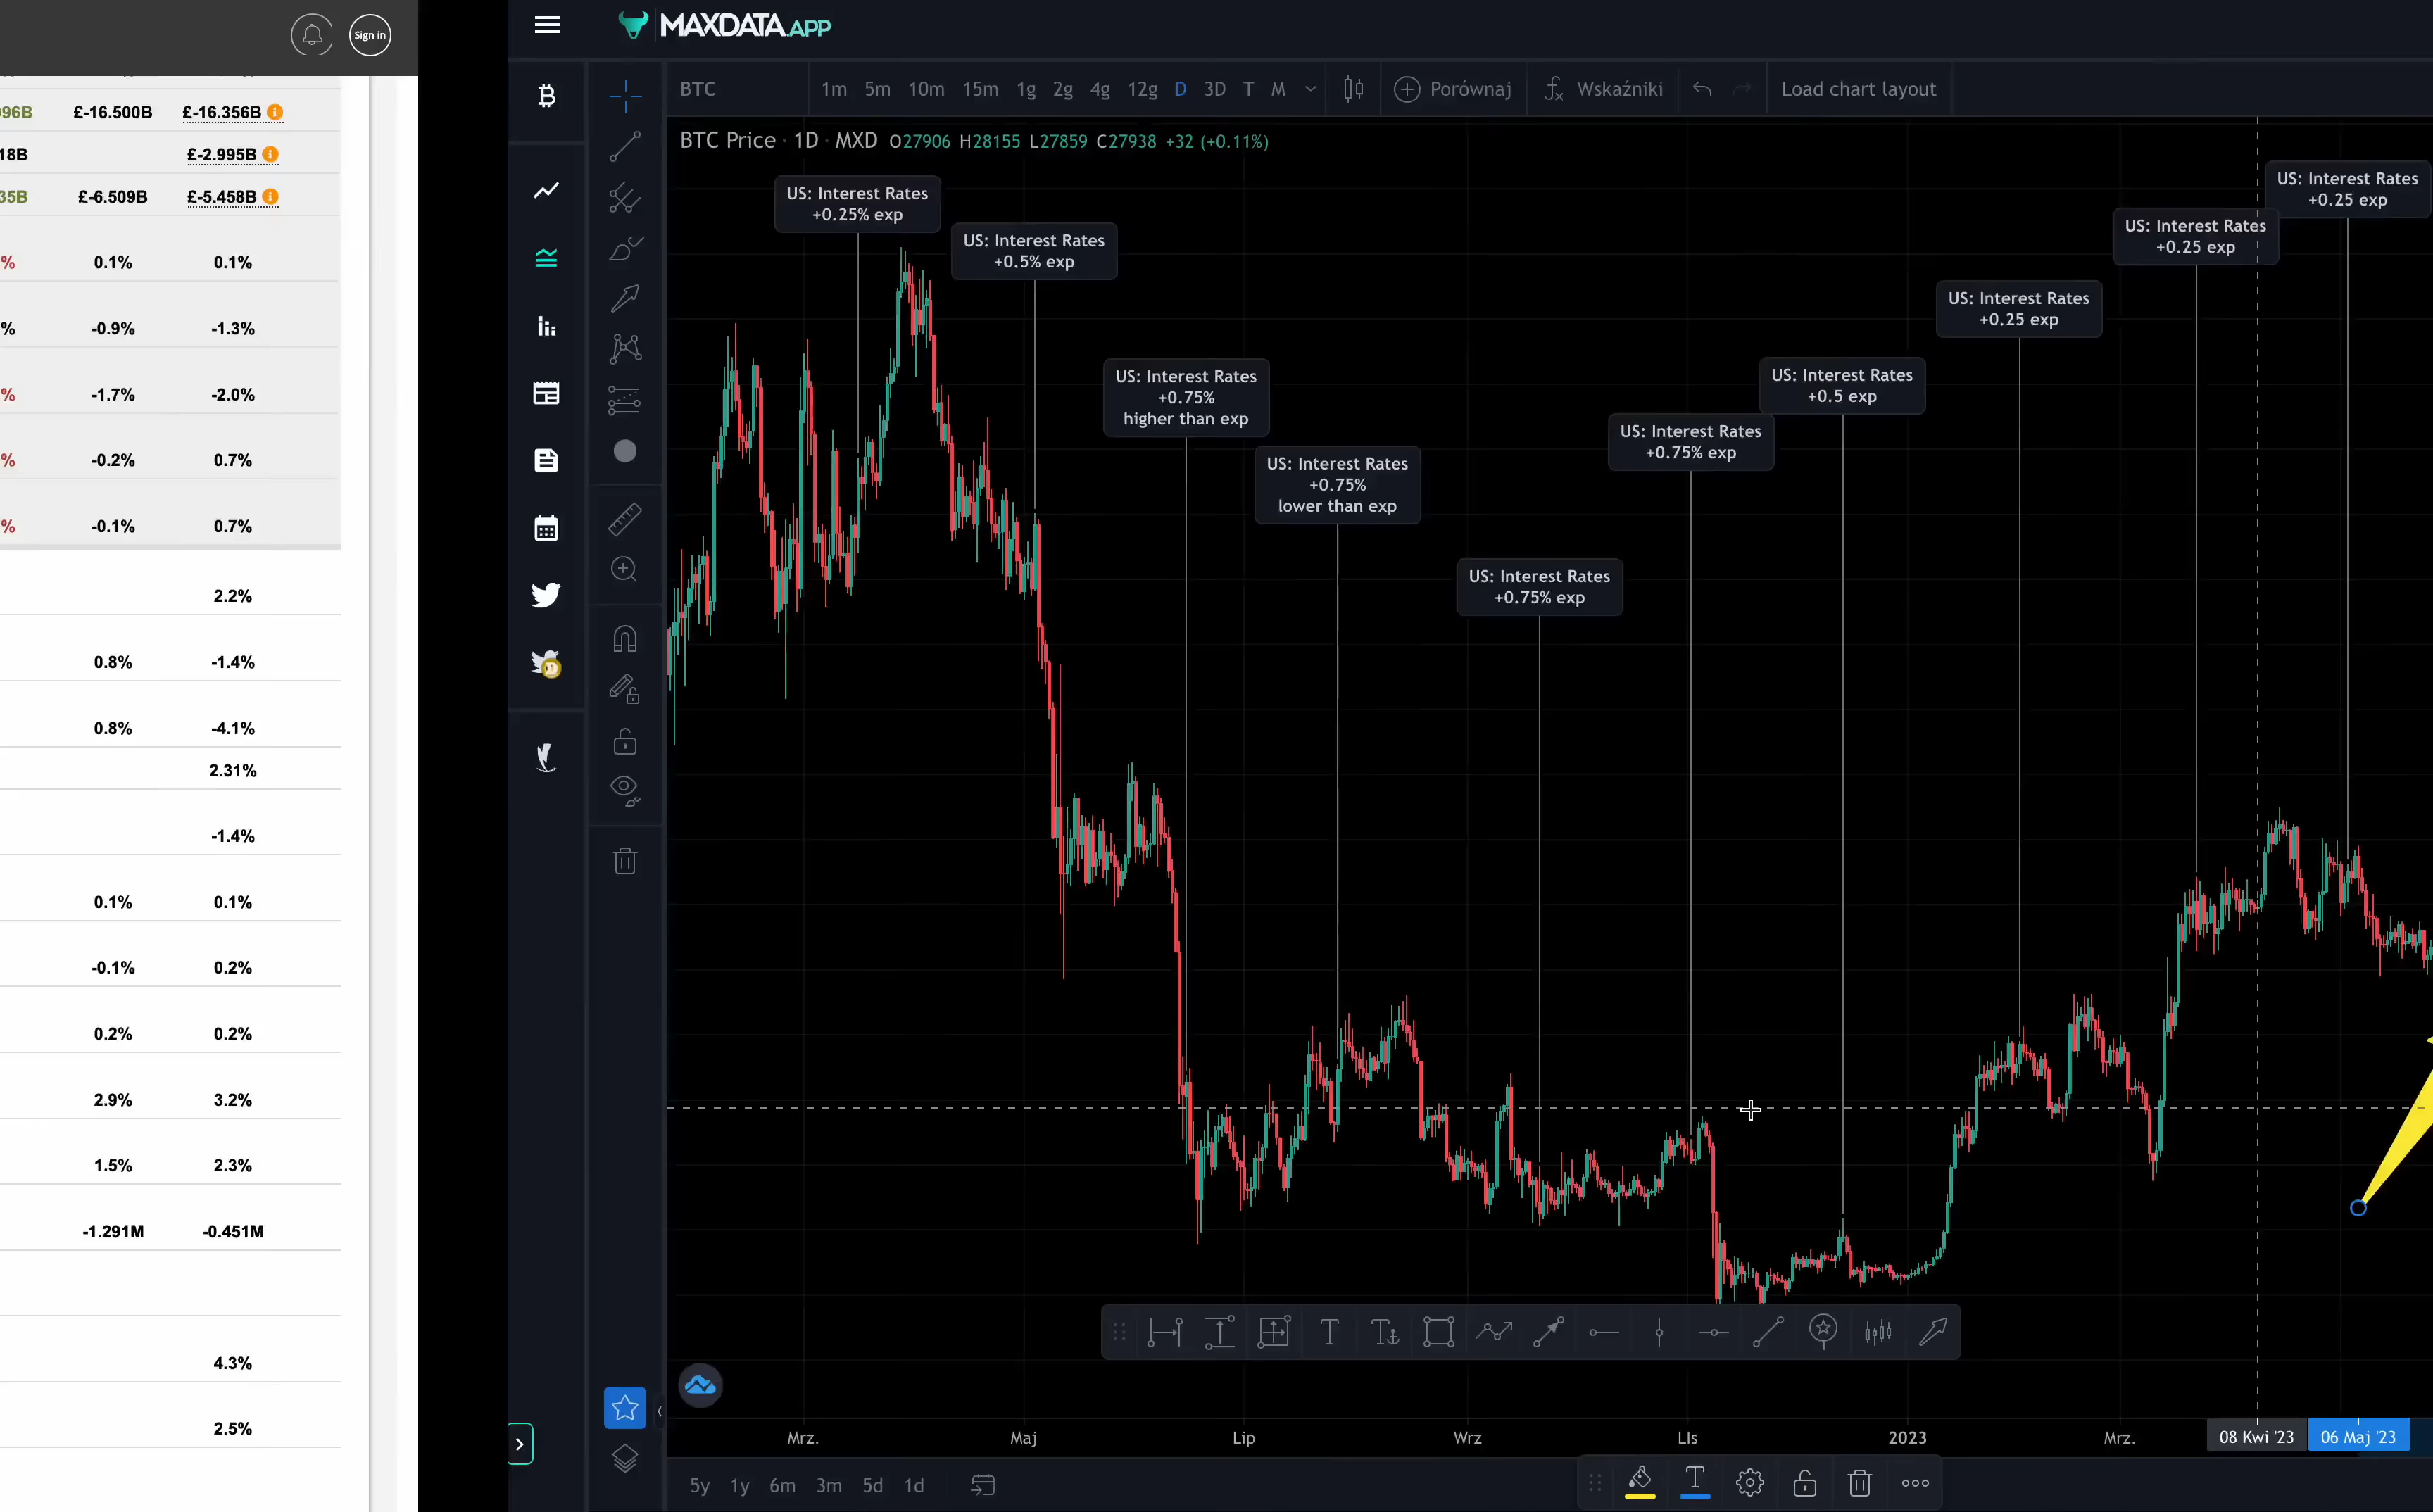 Sign in
96B £-16.500B £-16.356B
18B £-2.995B
35B £-6.509B £-5.458B
% 0.1% 0.1%
% -0.9% -1.3%
% -1.7% -2.0%
% -0.2% 0.7%
% -0.1% 0.7%
2.2%
0.8% -1.4%
0.8% -4.1%
2.31%
-1.4%
0.1% 0.1%
-0.1% 0.2%
0.2% 0.2%
2.9% 3.2%
1.5% 2.3%
-1.291M -0.451M
4.3%
2.5%
MAXDATA.APP
BTC 1m 5m 10m 15m 1g 2g 4g 12g D 3D T M Porównaj Wskaźniki Load chart layout
BTC Price · 1D · MXD O27906 H28155 L27859 C27938 +32 (+0.11%)
US: Interest Rates
+0.25% exp
US: Interest Rates
+0.5% exp
US: Interest Rates
+0.75%
higher than exp
US: Interest Rates
+0.75%
lower than exp
US: Interest Rates
+0.75% exp
US: Interest Rates
+0.75% exp
US: Interest Rates
+0.5 exp
US: Interest Rates
+0.25 exp
US: Interest Rates
+0.25 exp
US: Interest Rates
+0.25 exp
Mrz. Maj Lip Wrz LIs 2023 Mrz. 08 Kwi '23 06 Maj '23
5y 1y 6m 3m 5d 1d